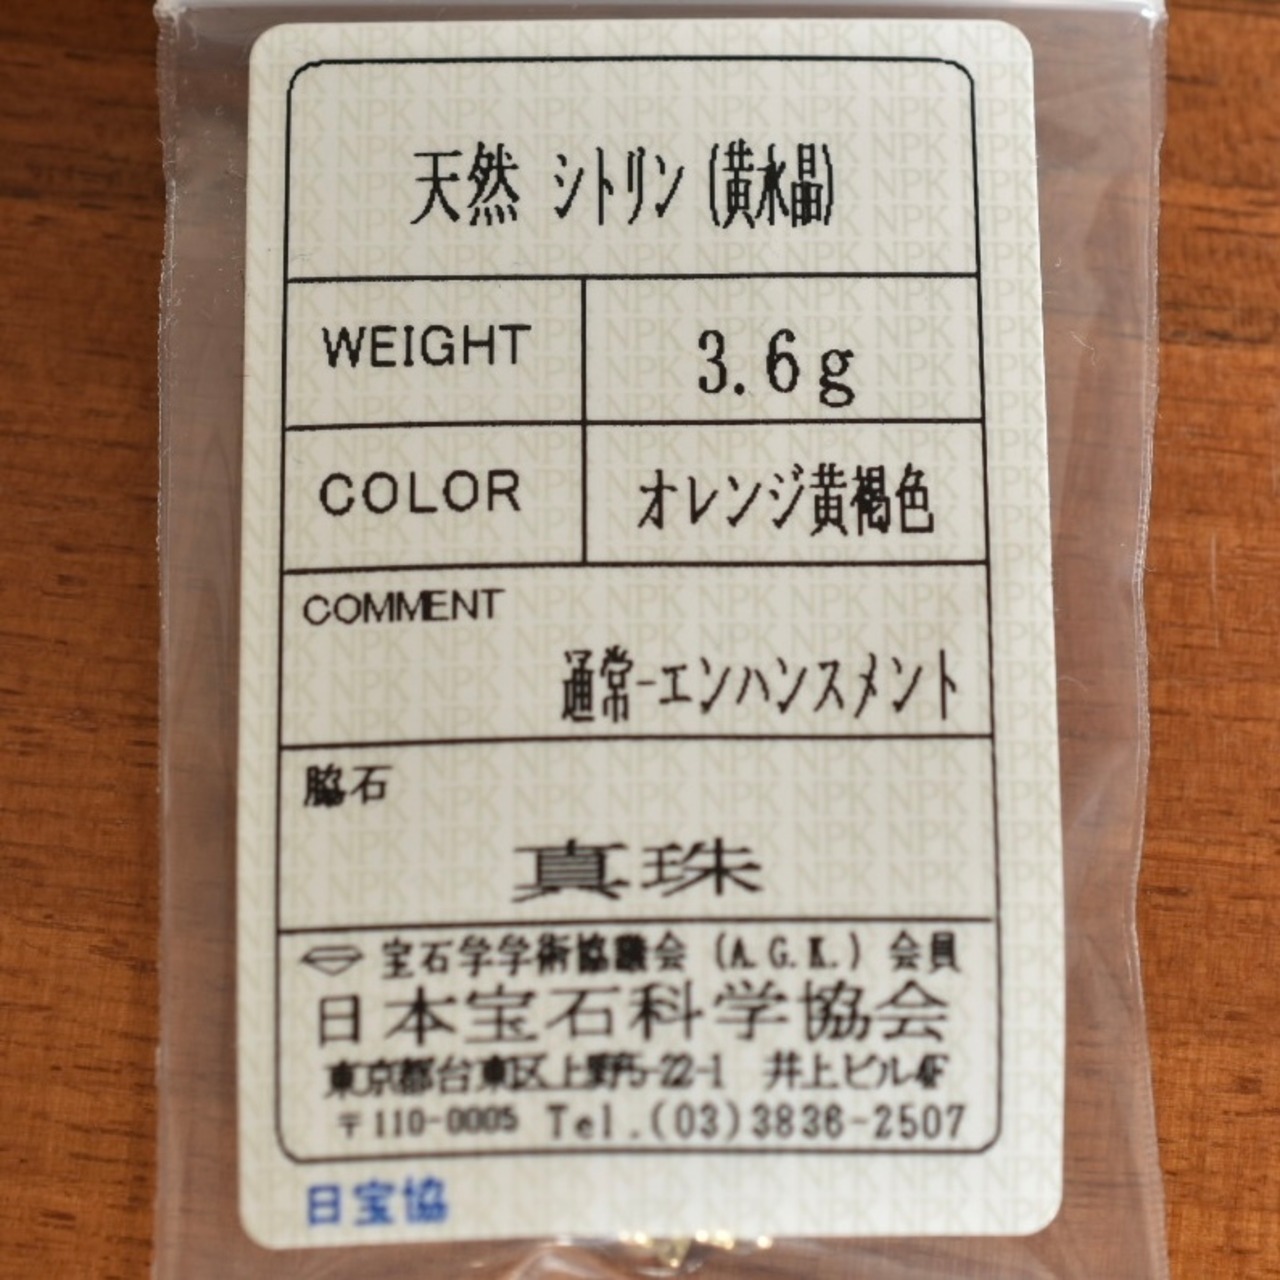 天然 シトリン (黄水晶)
WEIGHT 3.6g
COLOR オレンジ黄褐色
COMMENT
通常-エンハンスメント
脇石
真珠
宝石学学術協議会 (A.G.K.) 会員
日本宝石科学協会
東京都台東区上野5-22-1 井上ビル4F
〒110-0005 Tel.(03)3836-2507
日宝協